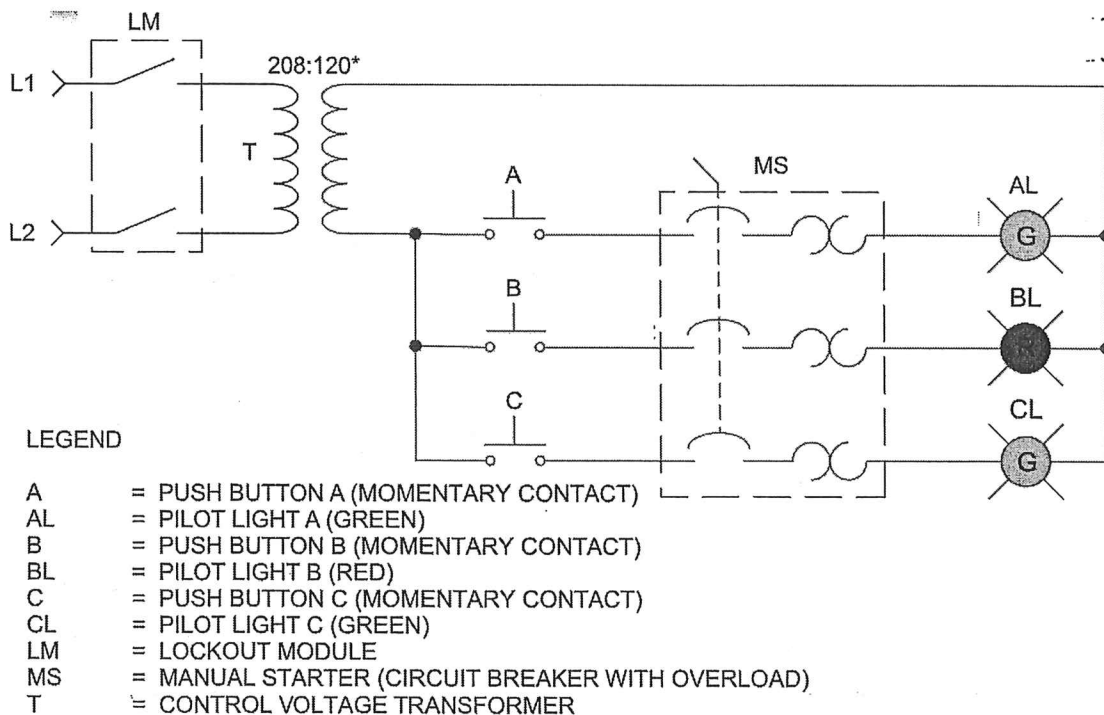 LM
208:120*
L1
T
L2
A
MS
AL
G
B
BL
R
C
CL
G
LEGEND
A = PUSH BUTTON A (MOMENTARY CONTACT)
AL = PILOT LIGHT A (GREEN)
B = PUSH BUTTON B (MOMENTARY CONTACT)
BL = PILOT LIGHT B (RED)
C = PUSH BUTTON C (MOMENTARY CONTACT)
CL = PILOT LIGHT C (GREEN)
LM = LOCKOUT MODULE
MS = MANUAL STARTER (CIRCUIT BREAKER WITH OVERLOAD)
T = CONTROL VOLTAGE TRANSFORMER